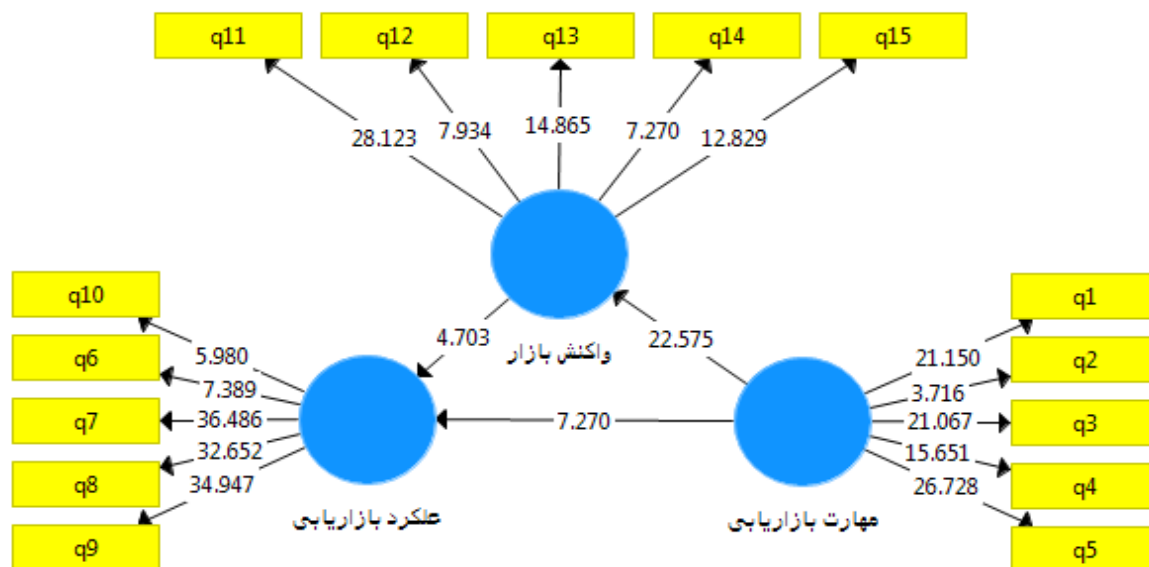 q11 q12 q13 q14 q15
28.123 7.934 14.865 7.270 12.829
q10
q6
q7
q8
q9
5.980
7.389
36.486
32.652
34.947
4.703
واکنش بازار
22.575
7.270
علکرد بازاریابی
مهارت بازاریابی
21.150
3.716
21.067
15.651
26.728
q1
q2
q3
q4
q5